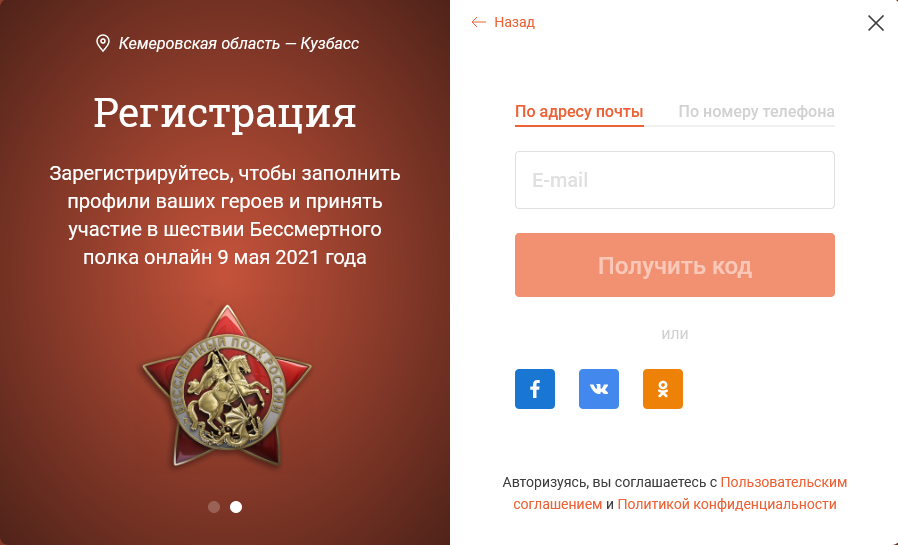 Кемеровская область — Кузбасс
Регистрация
Зарегистрируйтесь, чтобы заполнить
профили ваших героев и принять
участие в шествии Бессмертного
полка онлайн 9 мая 2021 года
БЕССМЕРТНЫЙ ПОЛК РОССИИ
Назад
По адресу почты
По номеру телефона
E-mail
Получить код
или
Авторизуясь, вы соглашаетесь с Пользовательским
соглашением и Политикой конфиденциальности